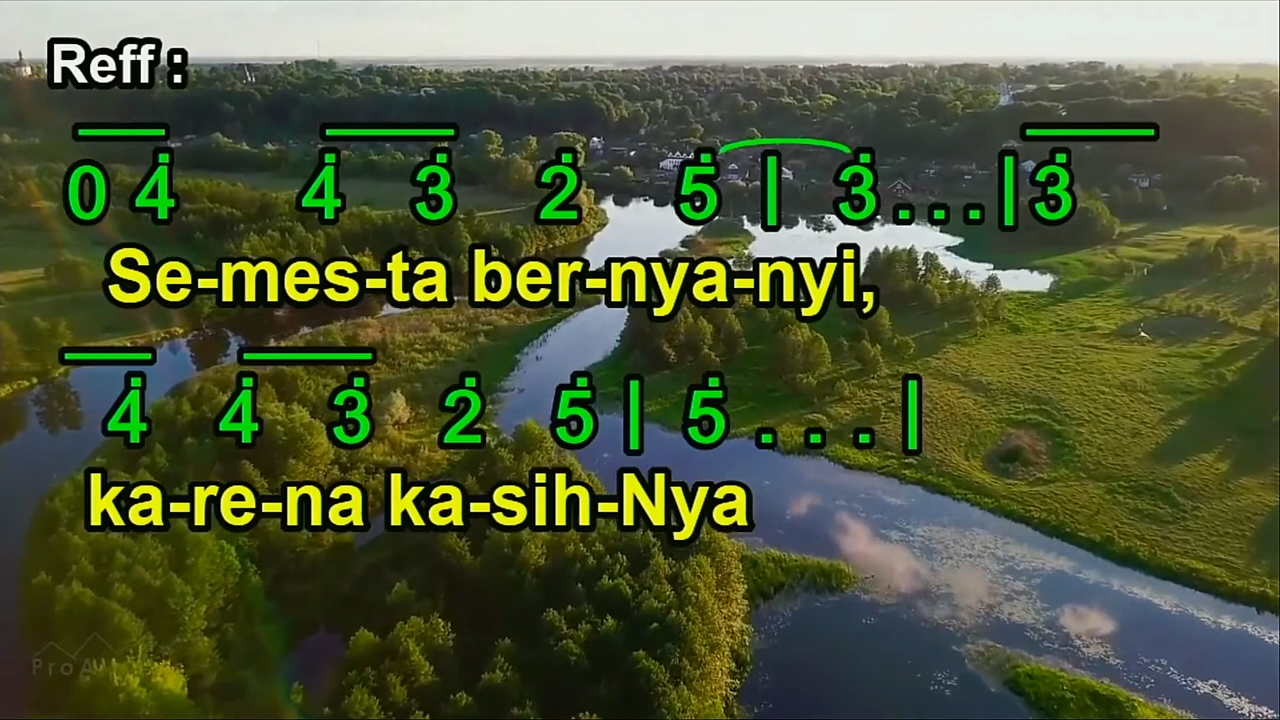 Reff :
0 4̇ 4̇ 3̇ 2̇ 5̇ | 3̇ . . . | 3̇
Se-mes-ta ber-nya-nyi,
4̇ 4̇ 3̇ 2̇ 5̇ | 5̇ . . . |
ka-re-na ka-sih-Nya